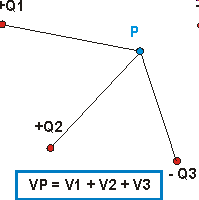 +Q1
P
+Q2
- Q3
VP = V1 + V2 + V3